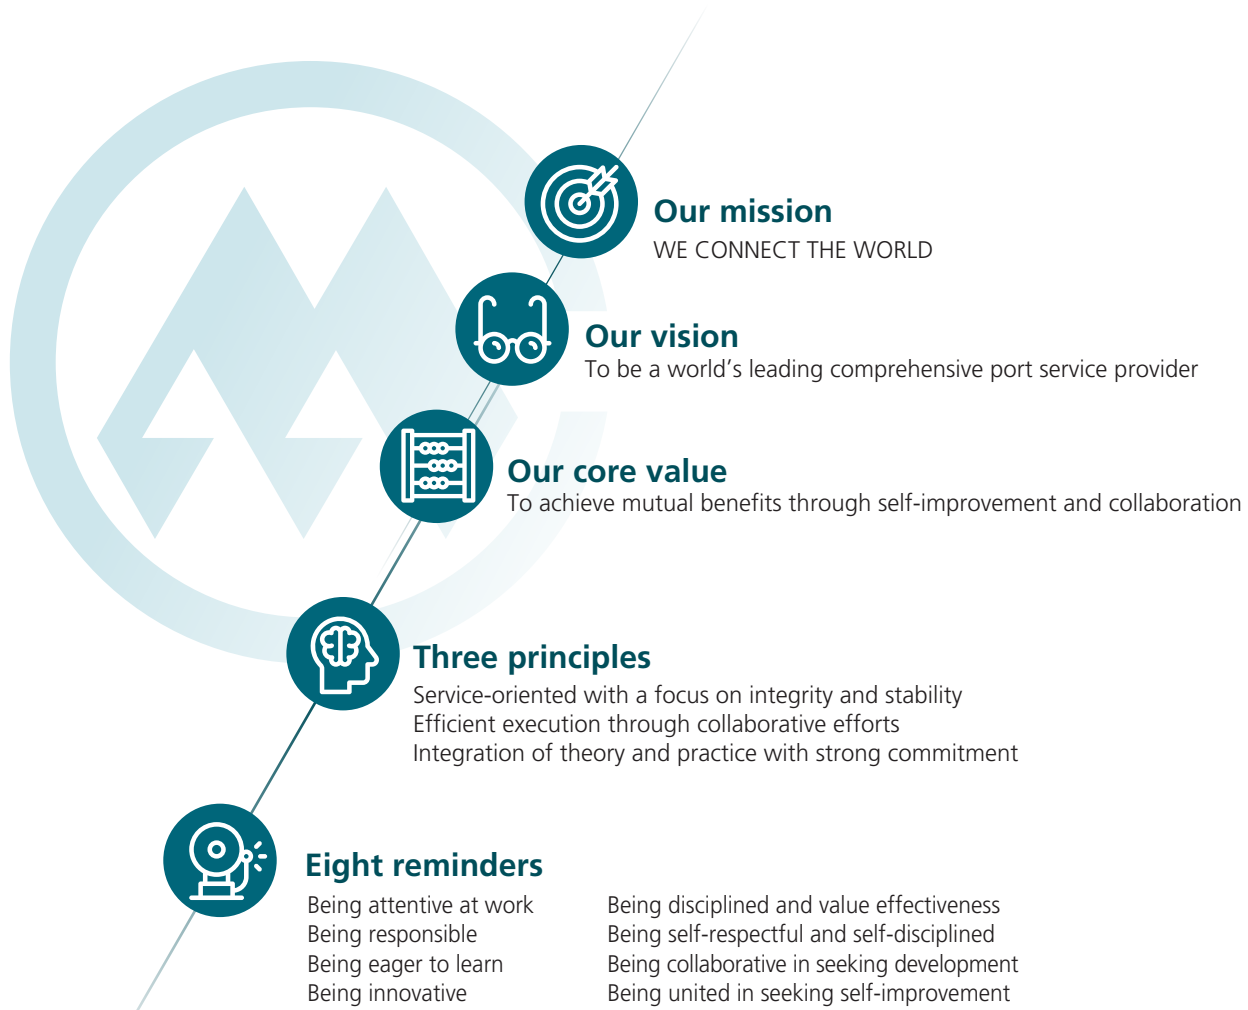 Our mission
WE CONNECT THE WORLD
Our vision
To be a world's leading comprehensive port service provider
Our core value
To achieve mutual benefits through self-improvement and collaboration
Three principles
Service-oriented with a focus on integrity and stability
Efficient execution through collaborative efforts
Integration of theory and practice with strong commitment
Eight reminders
Being attentive at work
Being responsible
Being eager to learn
Being innovative
Being disciplined and value effectiveness
Being self-respectful and self-disciplined
Being collaborative in seeking development
Being united in seeking self-improvement